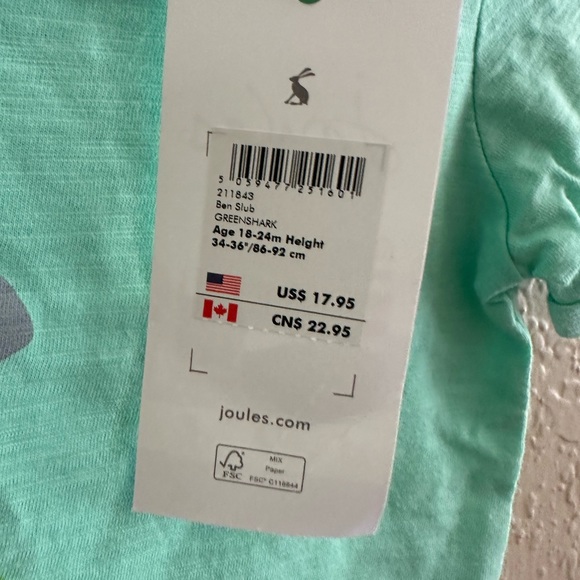 5 059477 251601
211843
Ben Slub
GREENSHARK
Age 18-24m Height
34-36"/86-92 cm
US$ 17.95
CN$ 22.95
joules.com
FSC
MIX
Paper
FSC® C118844